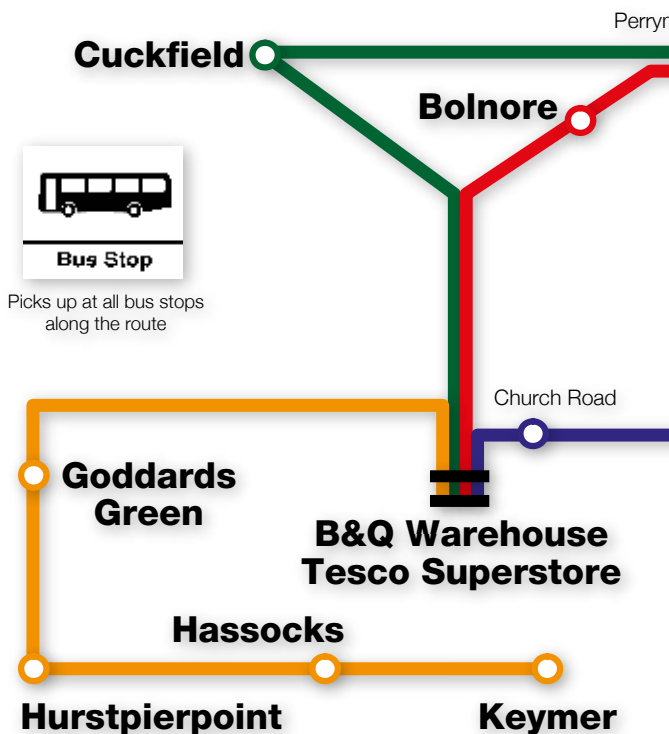 Cuckfield
Bolnore
Bus Stop
Picks up at all bus stops
along the route
Church Road
Goddards
Green
B&Q Warehouse
Tesco Superstore
Hassocks
Hurstpierpoint
Keymer